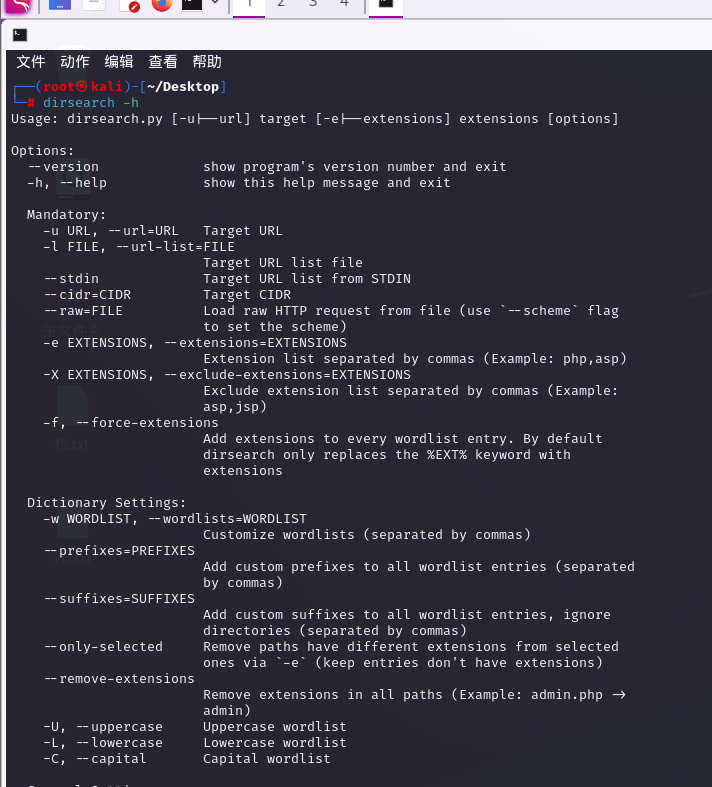 1 2 3 4
文件 动作 编辑 查看 帮助
┌──(root㉿kali)-[~/Desktop]
└─# dirsearch -h
Usage: dirsearch.py [-u|--url] target [-e|--extensions] extensions [options]
Options:
--version show program's version number and exit
-h, --help show this help message and exit
Mandatory:
-u URL, --url=URL Target URL
-l FILE, --url-list=FILE
Target URL list file
--stdin Target URL list from STDIN
--cidr=CIDR Target CIDR
--raw=FILE Load raw HTTP request from file (use `--scheme` flag
to set the scheme)
-e EXTENSIONS, --extensions=EXTENSIONS
Extension list separated by commas (Example: php,asp)
-X EXTENSIONS, --exclude-extensions=EXTENSIONS
Exclude extension list separated by commas (Example:
asp,jsp)
-f, --force-extensions
Add extensions to every wordlist entry. By default
dirsearch only replaces the %EXT% keyword with
extensions
Dictionary Settings:
-w WORDLIST, --wordlists=WORDLIST
Customize wordlists (separated by commas)
--prefixes=PREFIXES
Add custom prefixes to all wordlist entries (separated
by commas)
--suffixes=SUFFIXES
Add custom suffixes to all wordlist entries, ignore
directories (separated by commas)
--only-selected Remove paths have different extensions from selected
ones via `-e` (keep entries don't have extensions)
--remove-extensions
Remove extensions in all paths (Example: admin.php ->
admin)
-U, --uppercase Uppercase wordlist
-L, --lowercase Lowercase wordlist
-C, --capital Capital wordlist